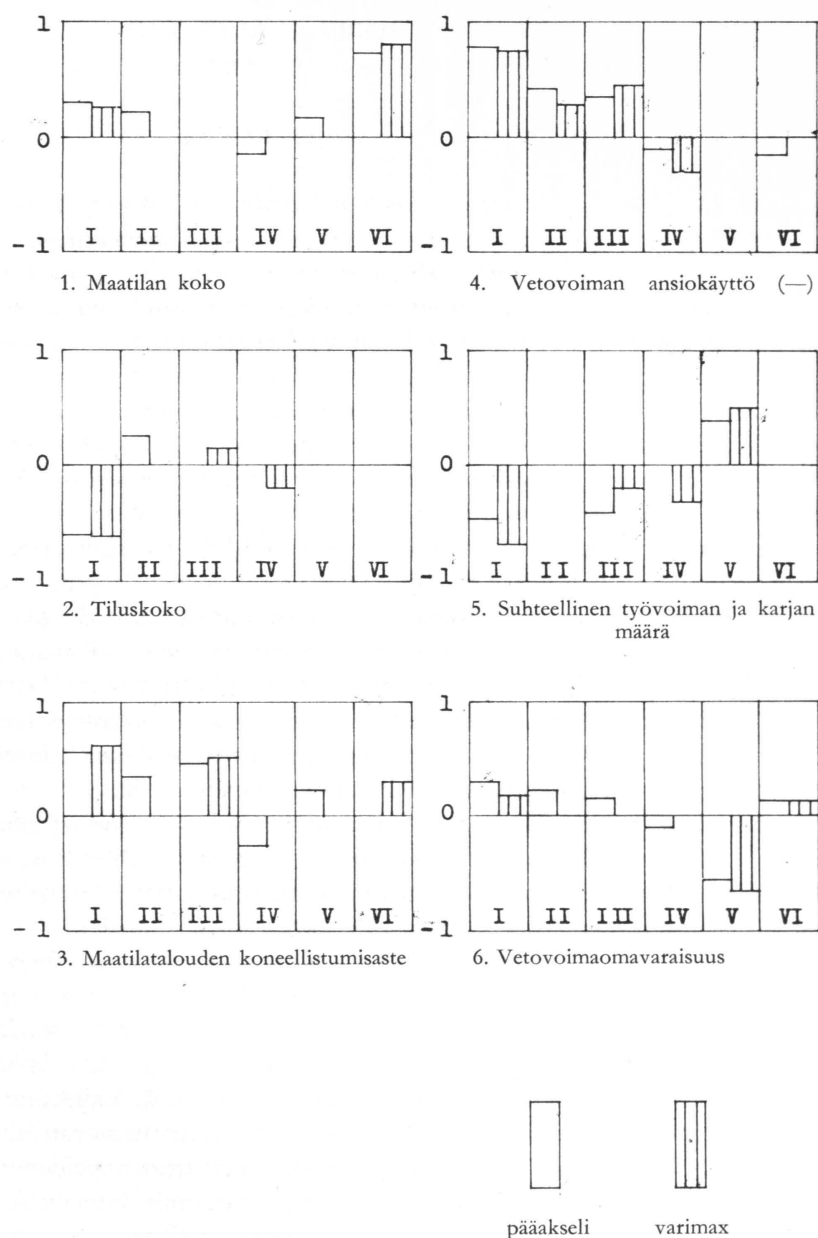 1
0
- 1
I II III IV V VI
1. Maatilan koko
1
0
- 1
I II III IV V VI
4. Vetovoiman ansiokäyttö (—)
1
0
- 1
I II III IV V VI
2. Tiluskoko
1
0
- 1
I II III IV V VI
5. Suhteellinen työvoiman ja karjan
määrä
1
0
- 1
I II III IV V VI
3. Maatilatalouden koneellistumisaste
1
0
- 1
I II III IV V VI
6. Vetovoimaomavaraisuus
pääakseli varimax